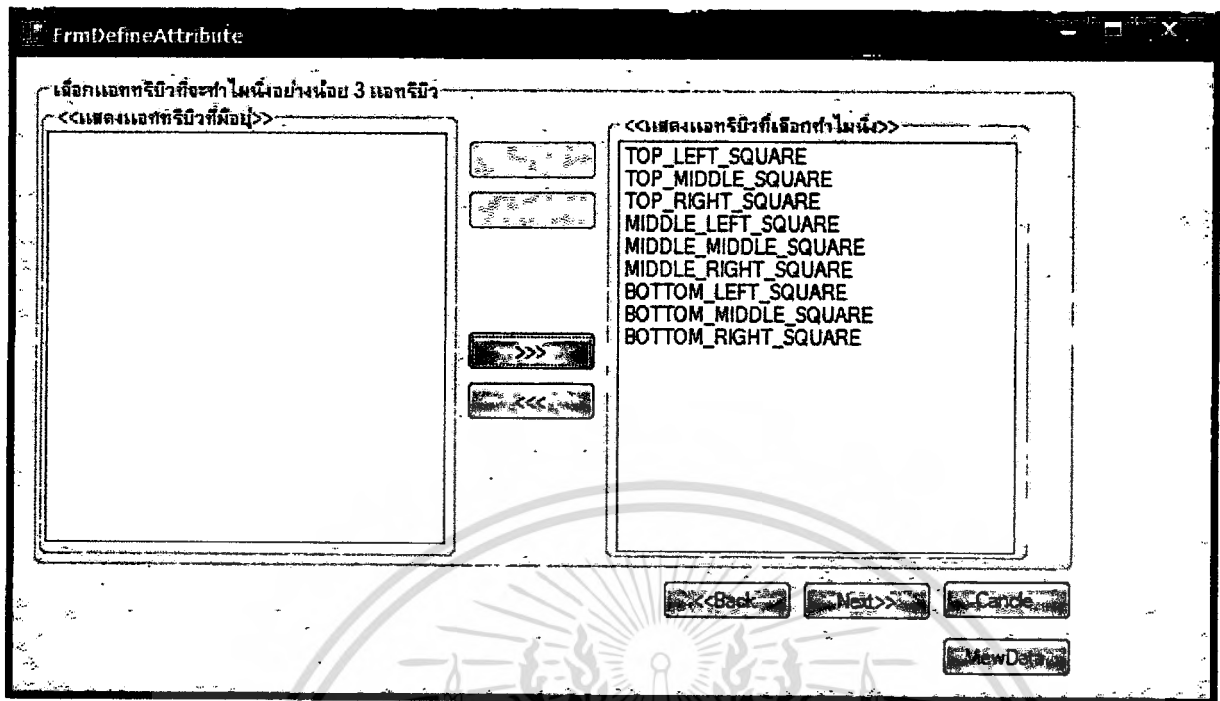 FrmDefineAttribute
เลือกแอททริบิวที่จะทำไมนิ่งอย่างน้อย 3 แอทริบิว
<<แสดงแอททริบิวที่มีอยู่>>
<<แสดงแอทริบิวที่เลือกทำไมนิ่ง>>
TOP_LEFT_SQUARE
TOP_MIDDLE_SQUARE
TOP_RIGHT_SQUARE
MIDDLE_LEFT_SQUARE
MIDDLE_MIDDLE_SQUARE
MIDDLE_RIGHT_SQUARE
BOTTOM_LEFT_SQUARE
BOTTOM_MIDDLE_SQUARE
BOTTOM_RIGHT_SQUARE
>>>
<<<
<<Back
Next>>
Cancle
ViewData